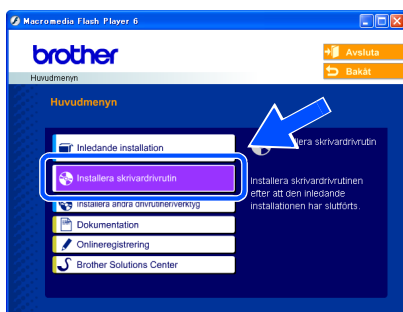 Macromedia Flash Player 6
brother
Avsluta
Bakåt
Huvudmenyn
Huvudmenyn
Inledande installation
Installera skrivardrivrutin
Installera andra drivrutiner/verktyg
Dokumentation
Onlineregistrering
Brother Solutions Center
skrivardrivrutin
Installera skrivardrivrutinen
efter att den inledande
installationen har slutförts.